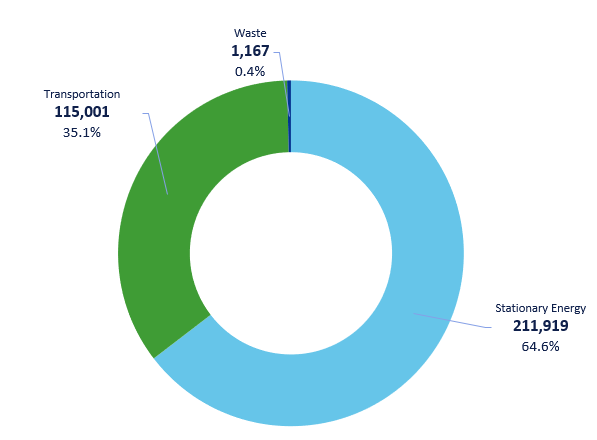 Waste
1,167
0.4%
Transportation
115,001
35.1%
Stationary Energy
211,919
64.6%